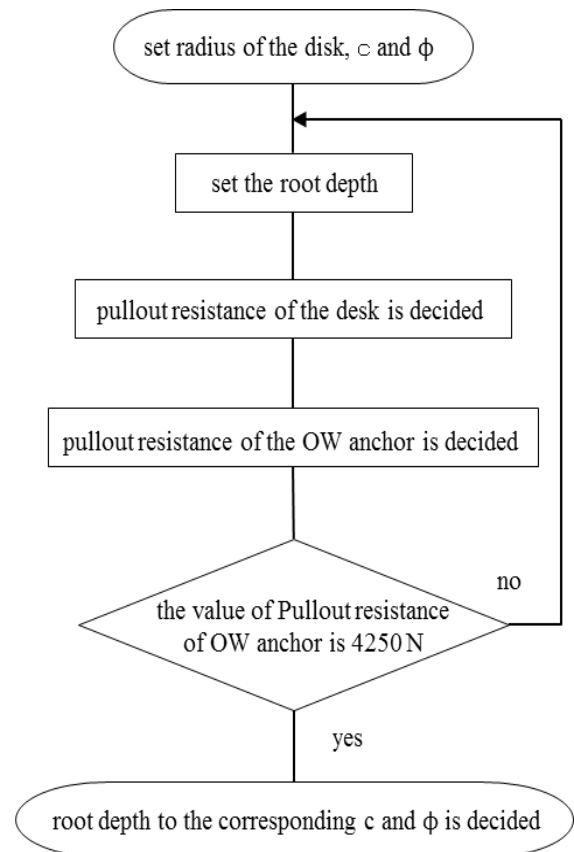 set radius of the disk, c and ϕ
set the root depth
pullout resistance of the desk is decided
pullout resistance of the OW anchor is decided
the value of Pullout resistance
of OW anchor is 4250 N
no
yes
root depth to the corresponding c and ϕ is decided